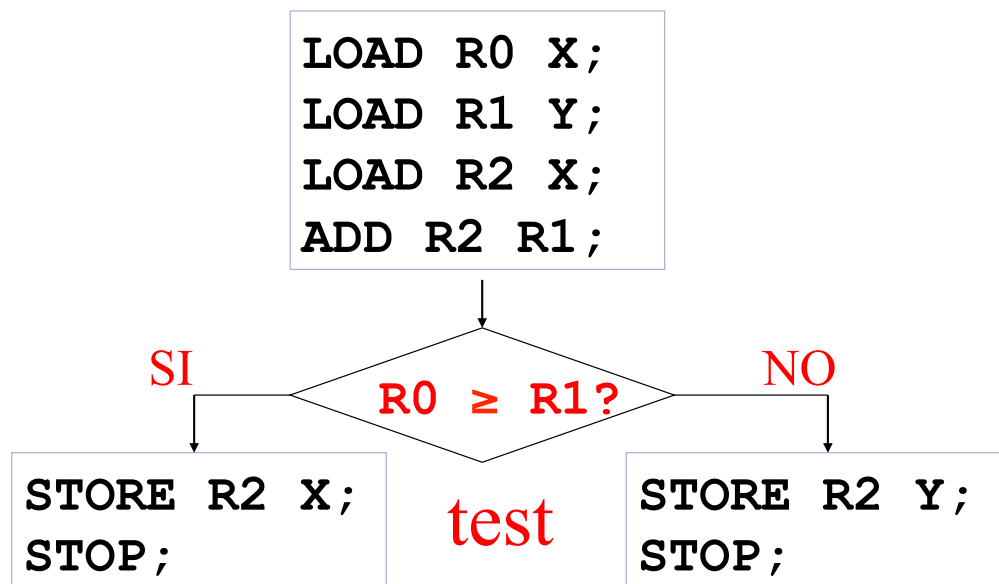 LOAD R0 X;
LOAD R1 Y;
LOAD R2 X;
ADD R2 R1;
SI
R0 ≥ R1?
NO
STORE R2 X;
STOP;
test
STORE R2 Y;
STOP;